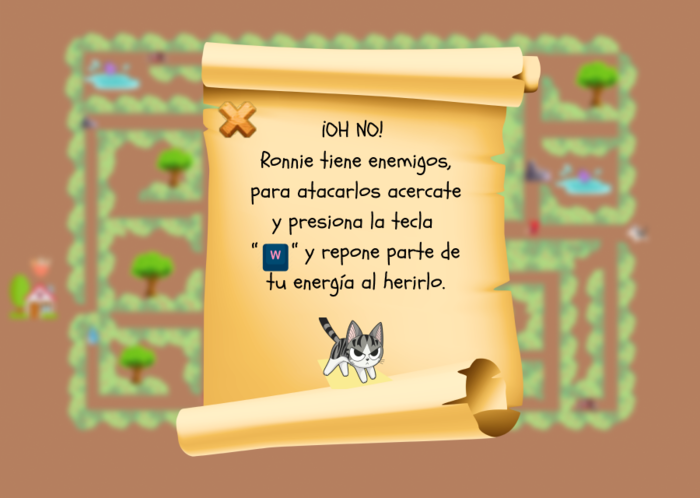 ¡OH NO!
Ronnie tiene enemigos,
para atacarlos acercate
y presiona la tecla
“ W “ y repone parte de
tu energía al herirlo.